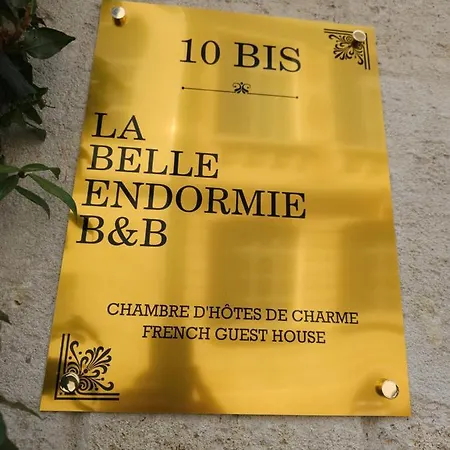 10 BIS
LA
BELLE
ENDORMIE
B&B
CHAMBRE D'HÔTES DE CHARME
FRENCH GUEST HOUSE